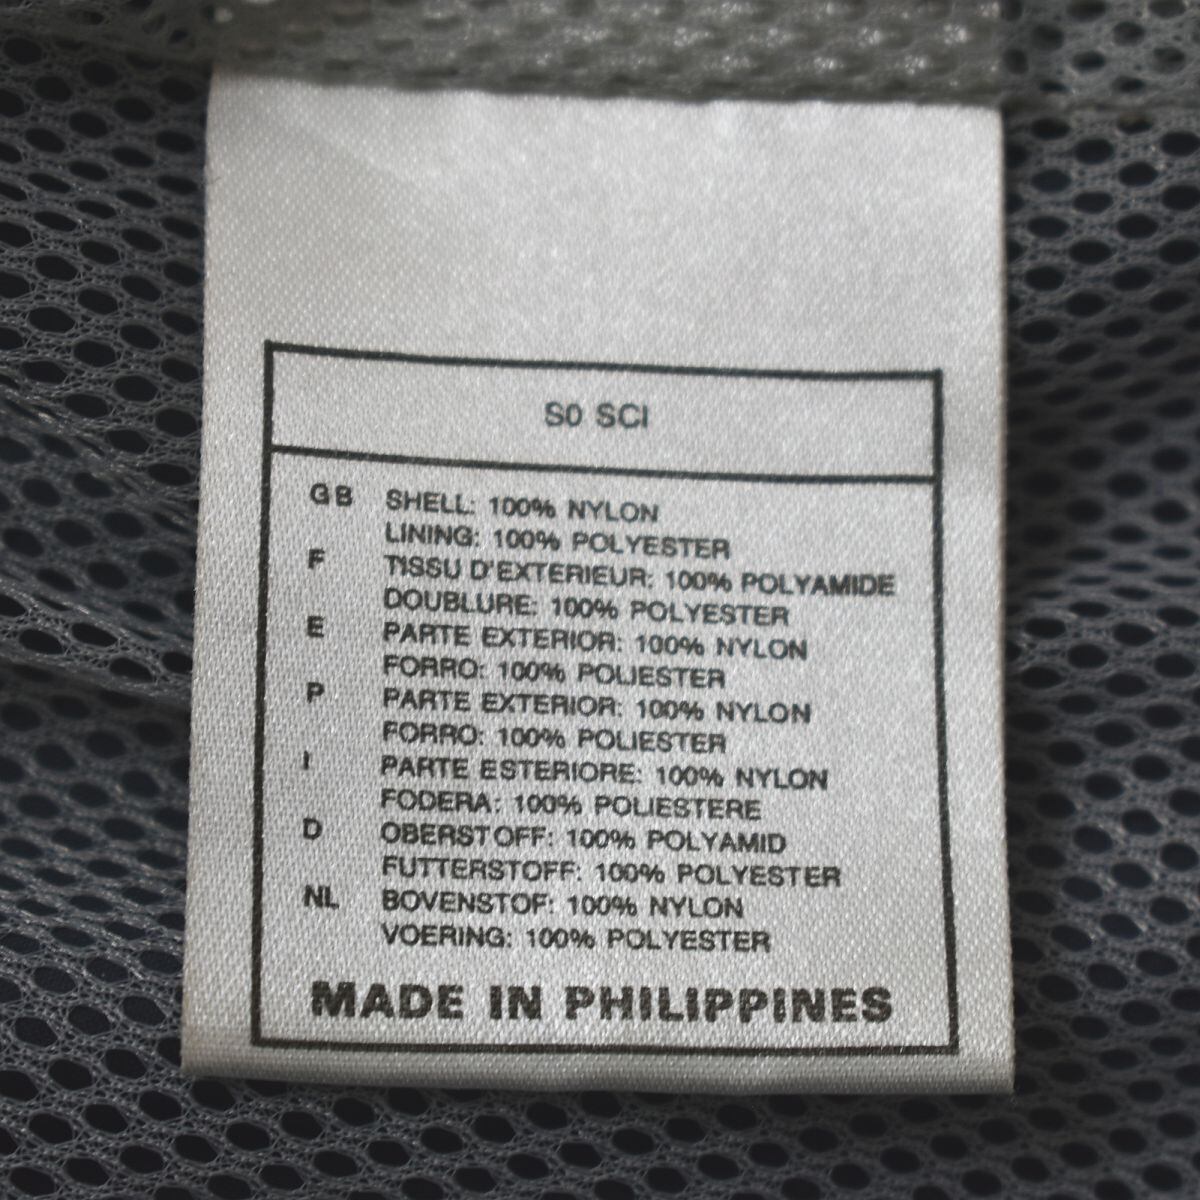 S0 SCI
GB SHELL: 100% NYLON
LINING: 100% POLYESTER
F TISSU D'EXTERIEUR: 100% POLYAMIDE
DOUBLURE: 100% POLYESTER
E PARTE EXTERIOR: 100% NYLON
FORRO: 100% POLIESTER
P PARTE EXTERIOR: 100% NYLON
FORRO: 100% POLIESTER
I PARTE ESTERIORE: 100% NYLON
FODERA: 100% POLIESTERE
D OBERSTOFF: 100% POLYAMID
FUTTERSTOFF: 100% POLYESTER
NL BOVENSTOF: 100% NYLON
VOERING: 100% POLYESTER
MADE IN PHILIPPINES